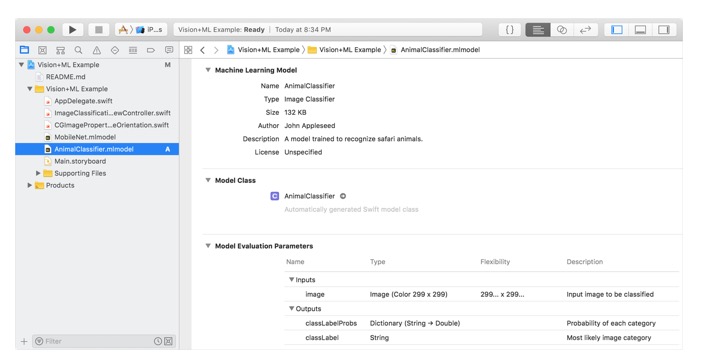 iP...s
Vision+ML Example: Ready | Today at 8:34 PM
Vision+ML Example
Vision+ML Example
AnimalClassifier.mlmodel
Vision+ML Example M
README.md
Vision+ML Example
AppDelegate.swift
ImageClassificati...ewController.swift
CGImagePropert...eOrientation.swift
MobileNet.mlmodel
AnimalClassifier.mlmodel A
Main.storyboard
Supporting Files
Products
Filter
Machine Learning Model
Name AnimalClassifier
Type Image Classifier
Size 132 KB
Author John Appleseed
Description A model trained to recognize safari animals.
License Unspecified
Model Class
C AnimalClassifier
Automatically generated Swift model class
Model Evaluation Parameters
Name Type Flexibility Description
Inputs
image Image (Color 299 x 299) 299... x 299... Input image to be classified
Outputs
classLabelProbs Dictionary (String → Double) Probability of each category
classLabel String Most likely image category